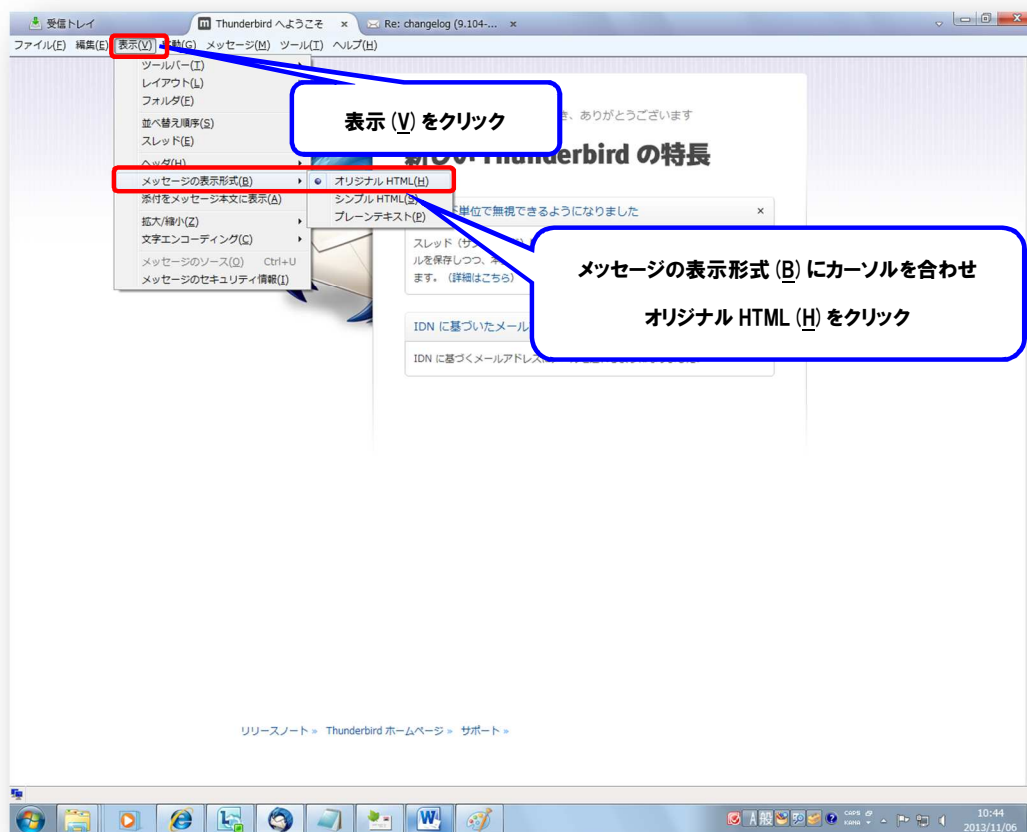 受信トレイ
Thunderbird へようこそ ×
Re: changelog (9.104-... ×
ファイル(F) 編集(E) 表示(V) 移動(G) メッセージ(M) ツール(T) ヘルプ(H)
ツールバー(T)
レイアウト(L)
フォルダ(F)
並べ替え順序(S)
スレッド(E)
ヘッダ(H)
メッセージの表示形式(B)
添付をメッセージ本文に表示(A)
拡大/縮小(Z)
文字エンコーディング(C)
メッセージのソース(O) Ctrl+U
メッセージのセキュリティ情報(I)
オリジナル HTML(H)
シンプル HTML(S)
プレーンテキスト(P)
表示 (V) をクリック
、ありがとうございます
新しい Thunderbird の特長
単位で無視できるようになりました ×
スレッド (サ
ルを保存しつつ、
ます。 (詳細はこちら)
メッセージの表示形式 (B) にカーソルを合わせ
オリジナル HTML (H) をクリック
IDN に基づいたメール
IDN に基づくメールアドレス
リリースノート » Thunderbird ホームページ » サポート »
A 般
CAPS
KANA
10:44
2013/11/06